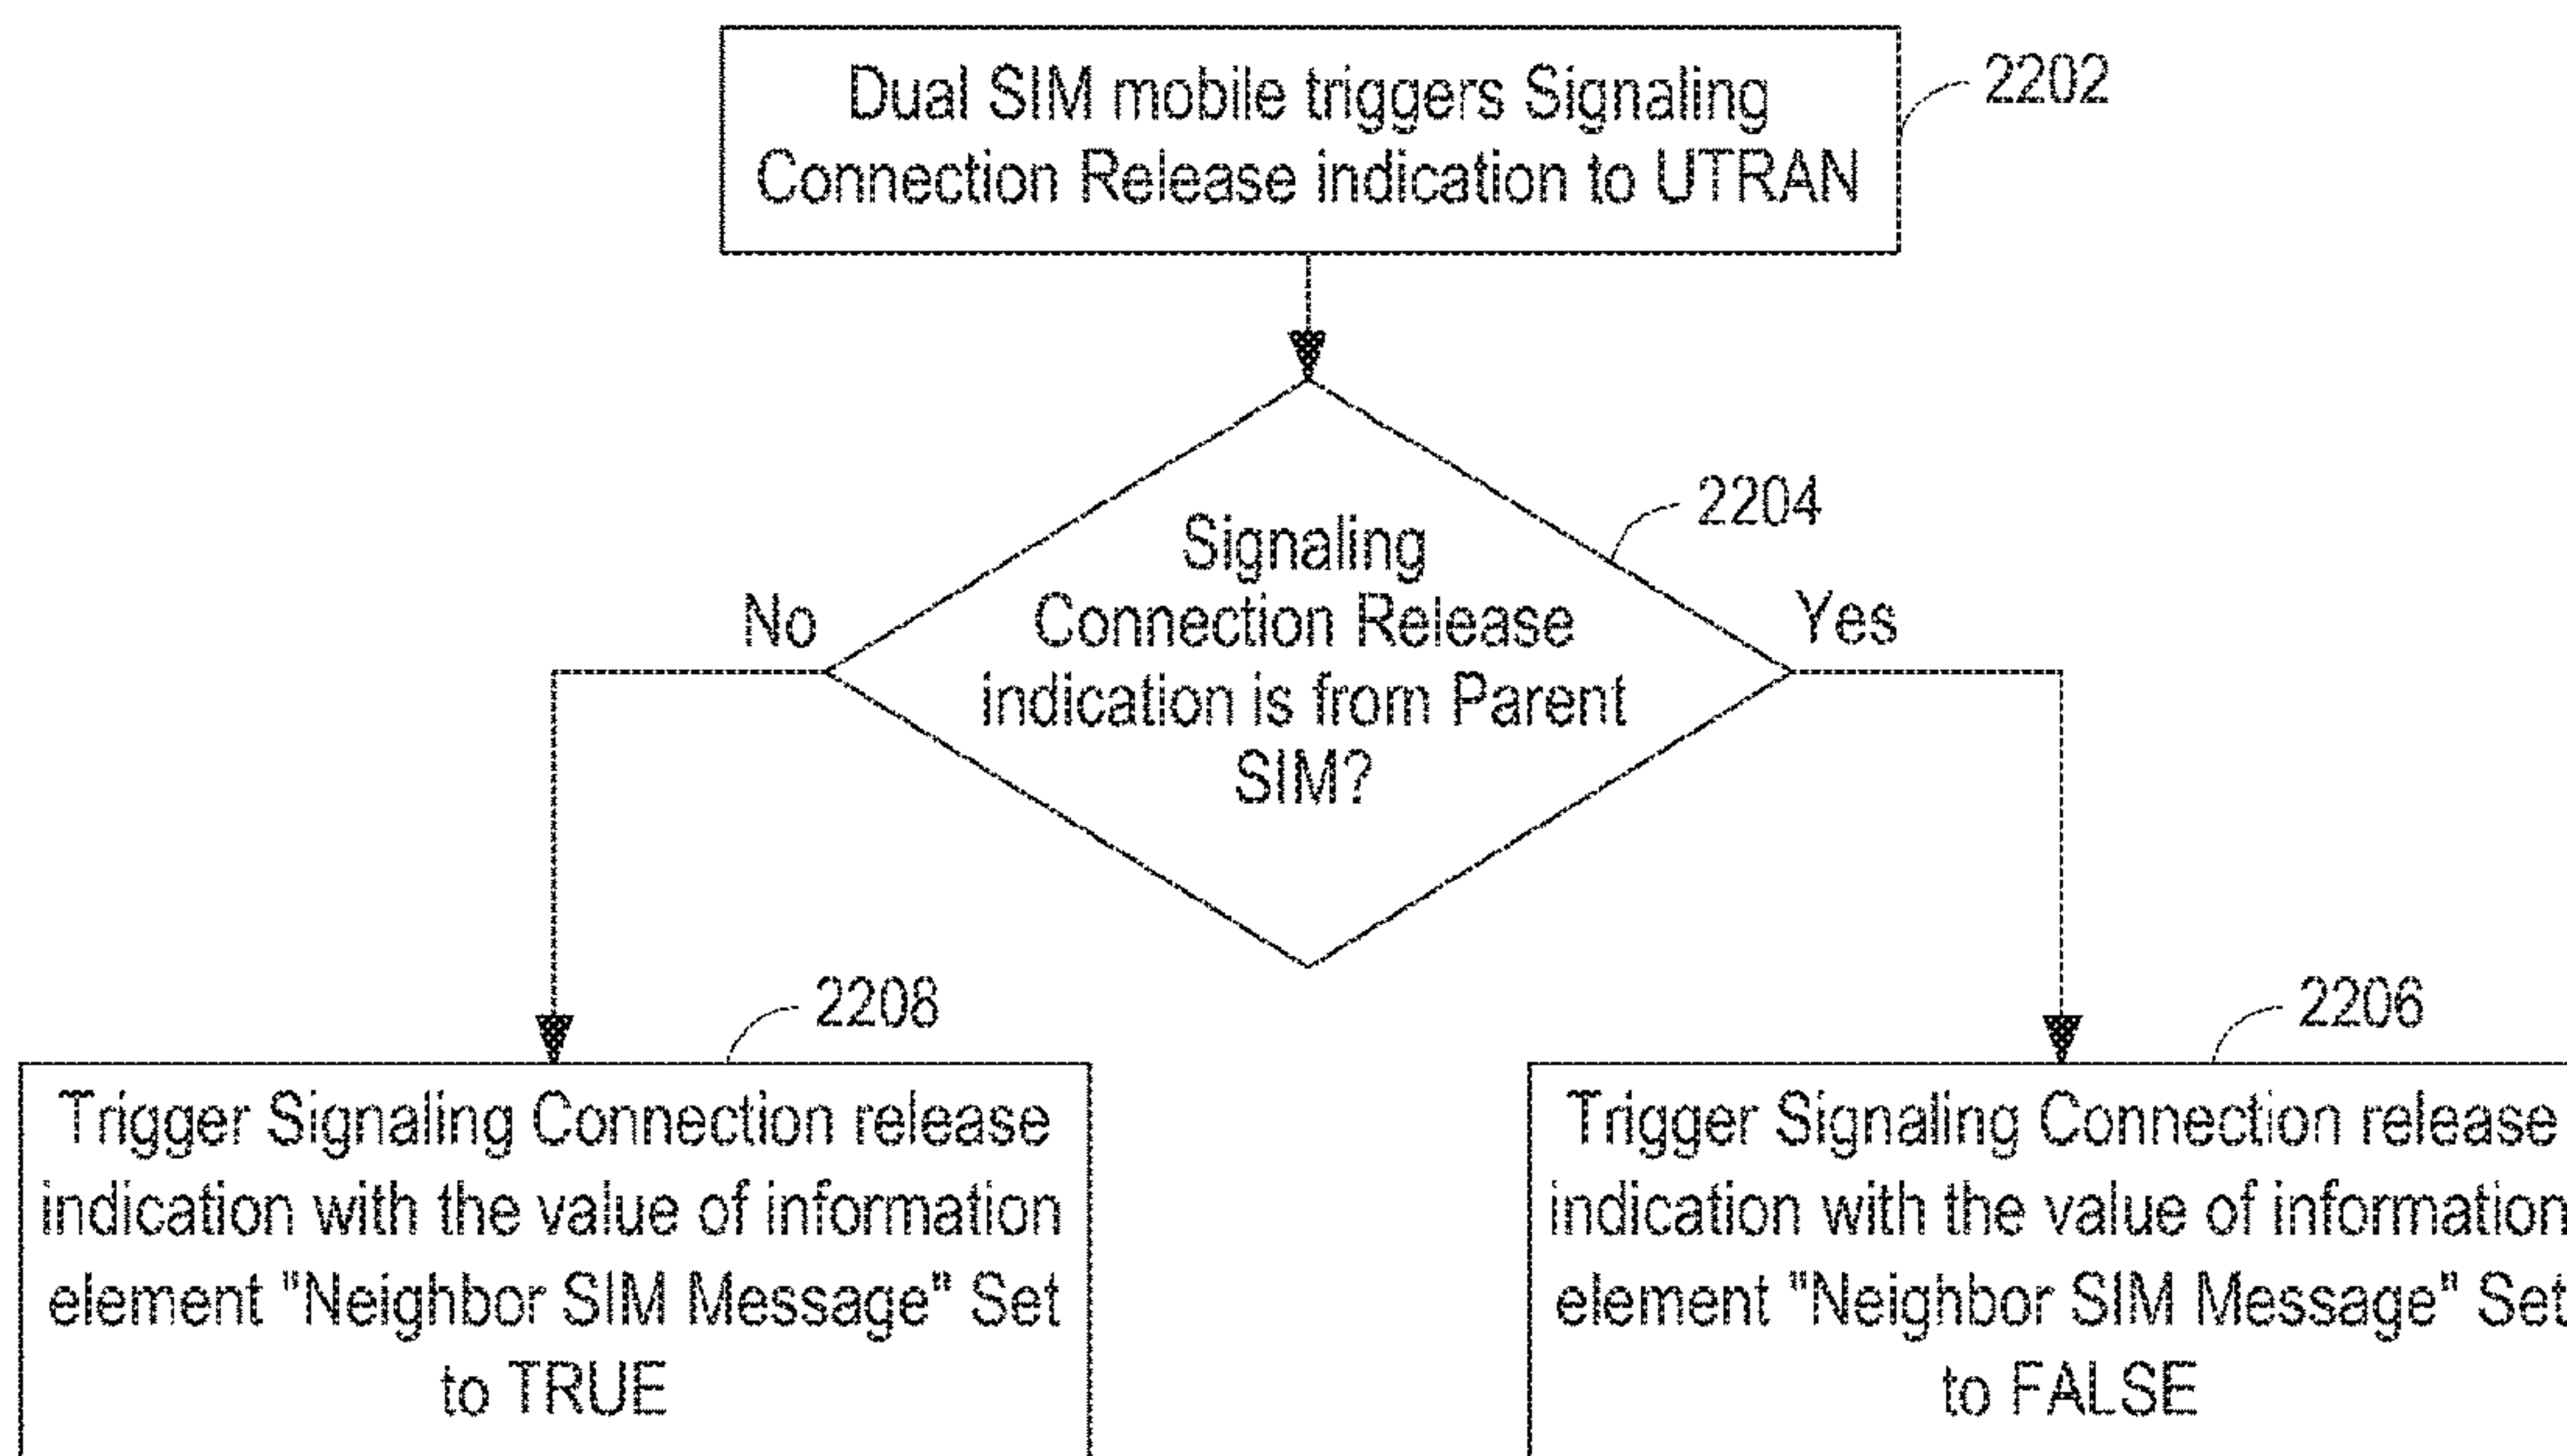 Dual SIM mobile triggers Signaling
Connection Release indication to UTRAN
2202
Signaling
Connection Release
indication is from Parent
SIM?
2204
No
Yes
2208
Trigger Signaling Connection release
indication with the value of information
element "Neighbor SIM Message" Set
to TRUE
2206
Trigger Signaling Connection release
indication with the value of information
element "Neighbor SIM Message" Set
to FALSE